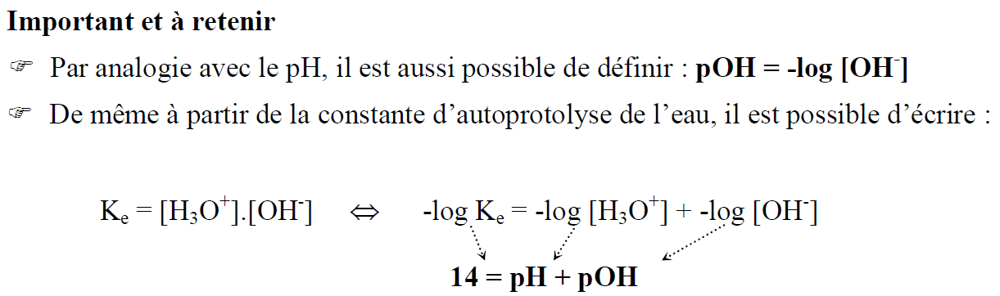 Important et à retenir
☞ Par analogie avec le pH, il est aussi possible de définir : pOH = -log [OH⁻]
☞ De même à partir de la constante d’autoprotolyse de l’eau, il est possible d’écrire :
Kₑ = [H₃O⁺].[OH⁻] ⇔ -log Kₑ = -log [H₃O⁺] + -log [OH⁻]
14 = pH + pOH